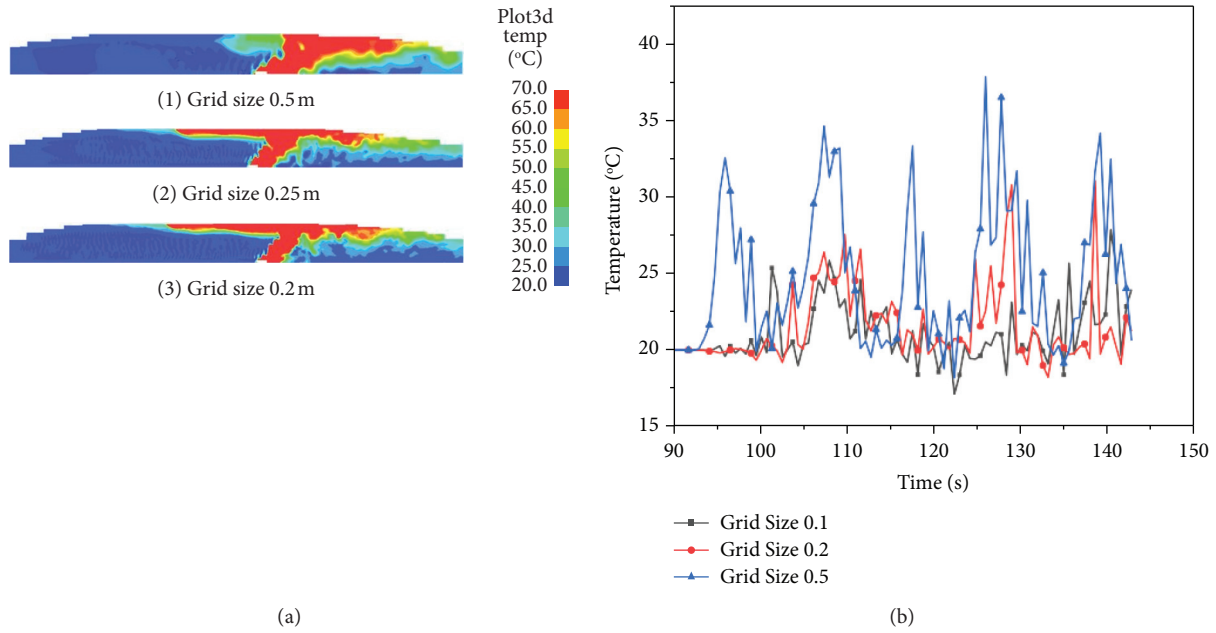 Plot3d
temp
(°C)
70.0
65.0
60.0
55.0
50.0
45.0
40.0
35.0
30.0
25.0
20.0
(1) Grid size 0.5 m
(2) Grid size 0.25 m
(3) Grid size 0.2 m
(a)
Temperature (°C)
40
35
30
25
20
15
90
100
110
120
130
140
150
Time (s)
Grid Size 0.1
Grid Size 0.2
Grid Size 0.5
(b)